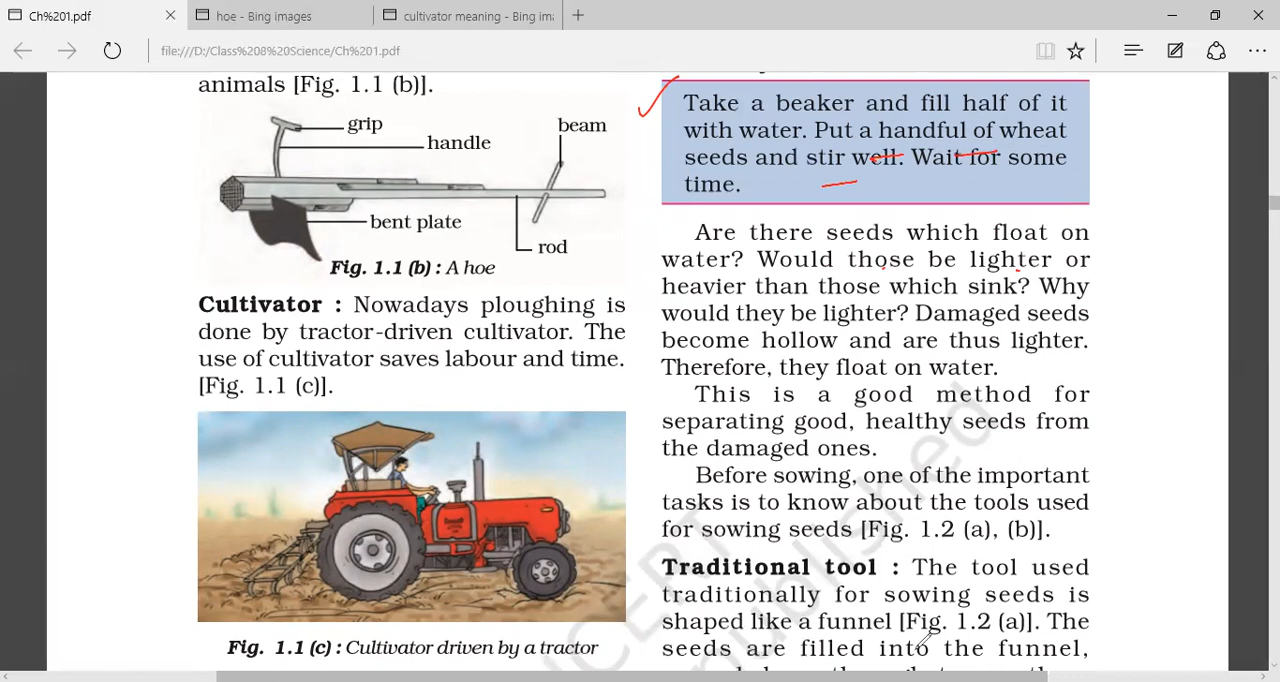 Ch%201.pdf
hoe - Bing images
cultivator meaning - Bing ima
file:///D:/Class%208%20Science/Ch%201.pdf
animals [Fig. 1.1 (b)].
grip
handle
beam
bent plate
rod
Fig. 1.1 (b) : A hoe
Cultivator : Nowadays ploughing is
done by tractor-driven cultivator. The
use of cultivator saves labour and time.
[Fig. 1.1 (c)].
Fig. 1.1 (c) : Cultivator driven by a tractor
Take a beaker and fill half of it
with water. Put a handful of wheat
seeds and stir well. Wait for some
time.
Are there seeds which float on
water? Would those be lighter or
heavier than those which sink? Why
would they be lighter? Damaged seeds
become hollow and are thus lighter.
Therefore, they float on water.
This is a good method for
separating good, healthy seeds from
the damaged ones.
Before sowing, one of the important
tasks is to know about the tools used
for sowing seeds [Fig. 1.2 (a), (b)].
Traditional tool : The tool used
traditionally for sowing seeds is
shaped like a funnel [Fig. 1.2 (a)]. The
seeds are filled into the funnel,